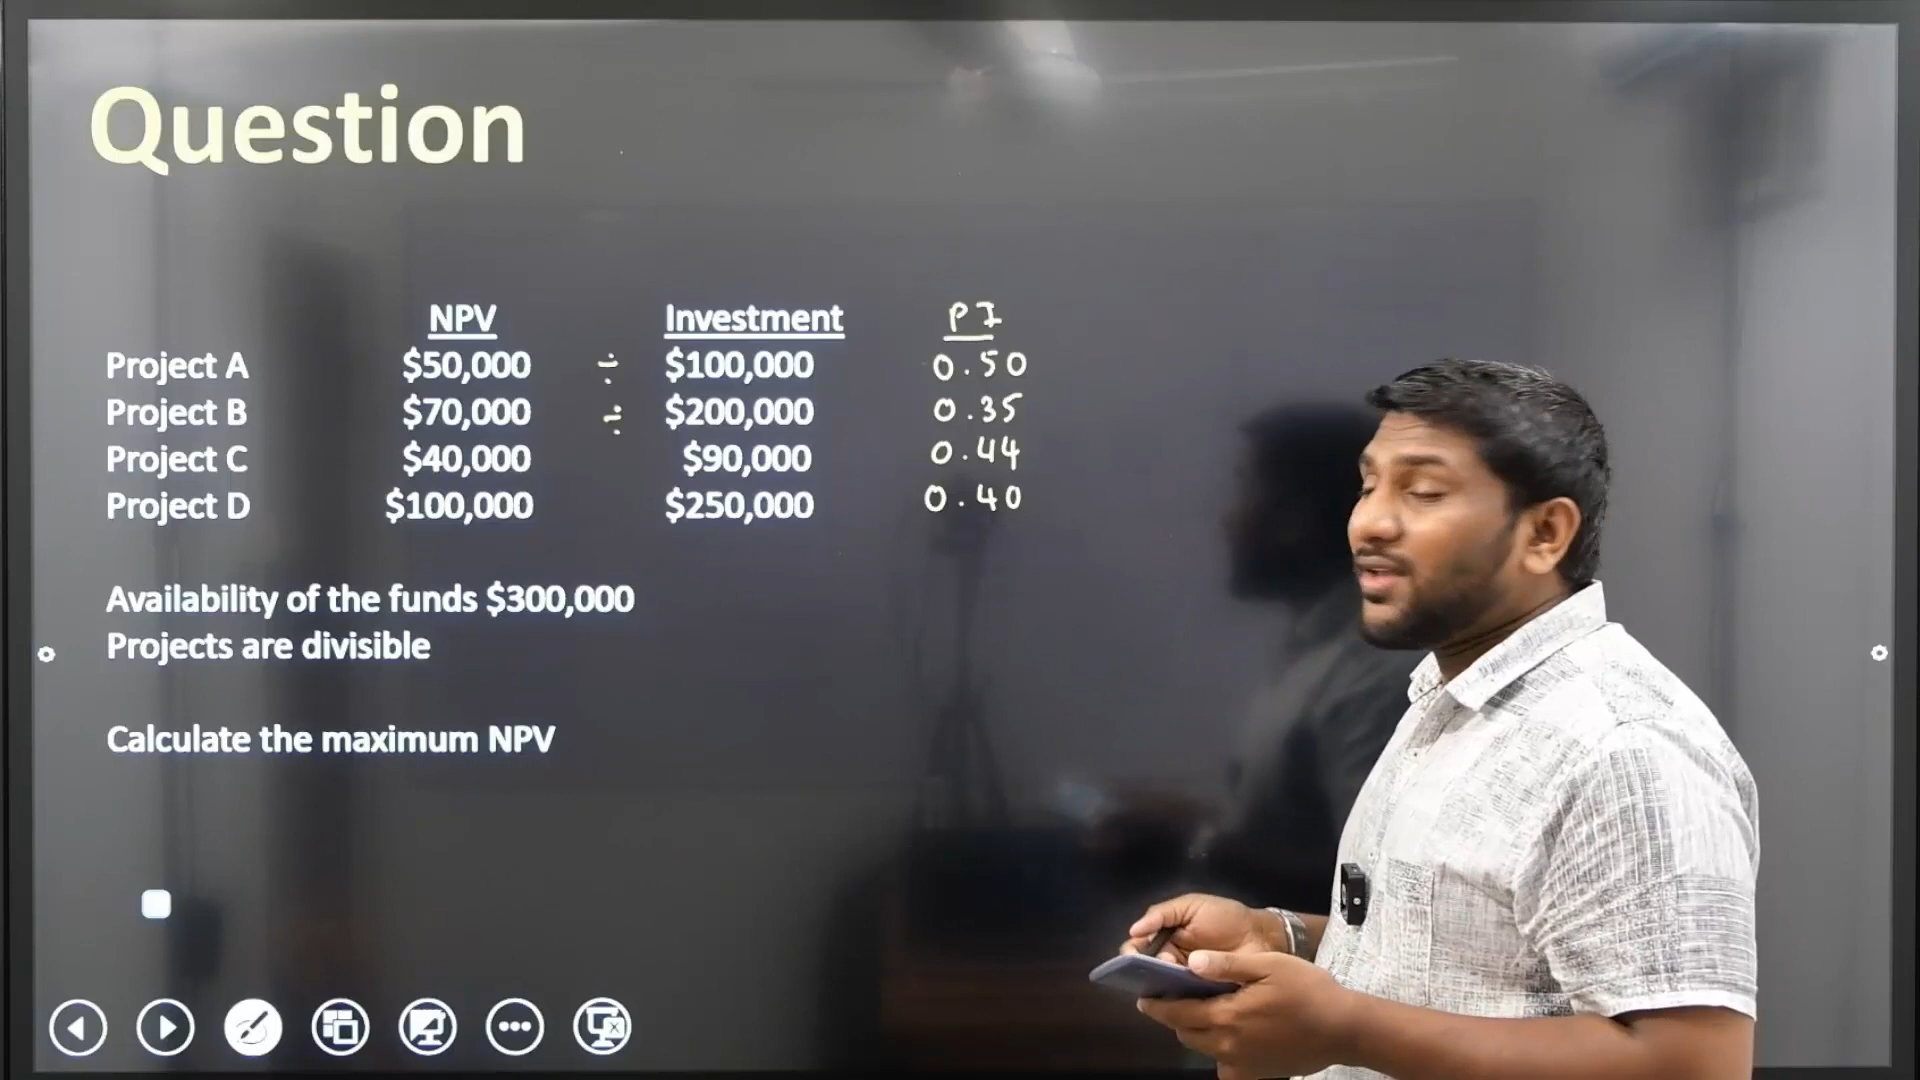 Question
NPV Investment PI
Project A $50,000 ÷ $100,000 0.50
Project B $70,000 ÷ $200,000 0.35
Project C $40,000 $90,000 0.44
Project D $100,000 $250,000 0.40
Availability of the funds $300,000
Projects are divisible
Calculate the maximum NPV